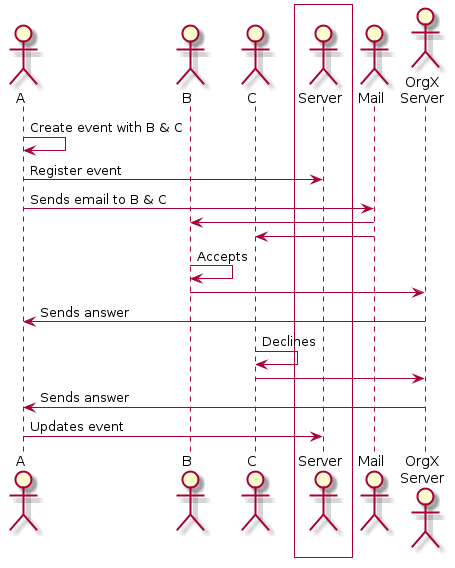 OrgX
A B C Server Mail Server
Create event with B & C
Register event
Sends email to B & C
Accepts
Sends answer
Declines
Sends answer
Updates event
A B C Server Mail OrgX
Server